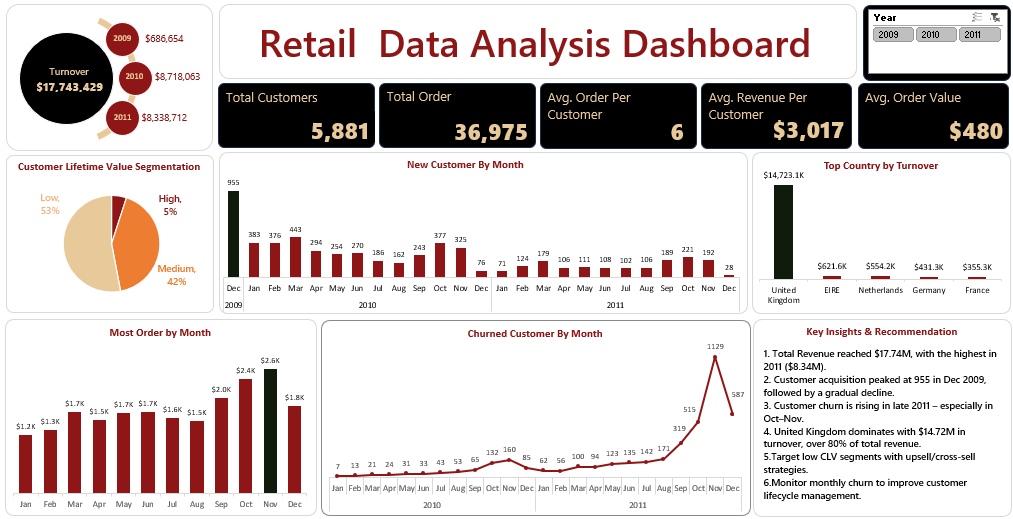 Retail  Data Analysis Dashboard
Year
2009 2010 2011
Turnover
$17,743,429
2009 $686,654
2010 $8,718,063
2011 $8,338,712
Total Customers
5,881
Total Order
36,975
Avg. Order Per
Customer
6
Avg. Revenue Per
Customer
$3,017
Avg. Order Value
$480
Customer Lifetime Value Segmentation
Low,
53%
High,
5%
Medium,
42%
New Customer By Month
955 383 376 443 294 254 270 186 162 243 377 325 76 71 124 179 106 111 108 102 106 189 221 192 28
Dec Jan Feb Mar Apr May Jun Jul Aug Sep Oct Nov Dec Jan Feb Mar Apr May Jun Jul Aug Sep Oct Nov Dec
2009 2010 2011
Top Country by Turnover
$14,723.1K $621.6K $554.2K $431.3K $355.3K
United EIRE Netherlands Germany France
Kingdom
Most Order by Month
$1.2K $1.3K $1.7K $1.5K $1.7K $1.7K $1.6K $1.5K $2.0K $2.4K $2.6K $1.8K
Jan Feb Mar Apr May Jun Jul Aug Sep Oct Nov Dec
Churned Customer By Month
7 13 21 24 31 33 43 53 65 132 160 85 62 56 100 94 123 135 142 171 319 515 1129 587
Jan Feb Mar Apr May Jun Jul Aug Sep Oct Nov Dec Jan Feb Mar Apr May Jun Jul Aug Sep Oct Nov Dec
2010 2011
Key Insights & Recommendation
1. Total Revenue reached $17.74M, with the highest in
2011 ($8.34M).
2. Customer acquisition peaked at 955 in Dec 2009,
followed by a gradual decline.
3. Customer churn is rising in late 2011 – especially in
Oct–Nov.
4. United Kingdom dominates with $14.72M in
turnover, over 80% of total revenue.
5.Target low CLV segments with upsell/cross-sell
strategies.
6.Monitor monthly churn to improve customer
lifecycle management.